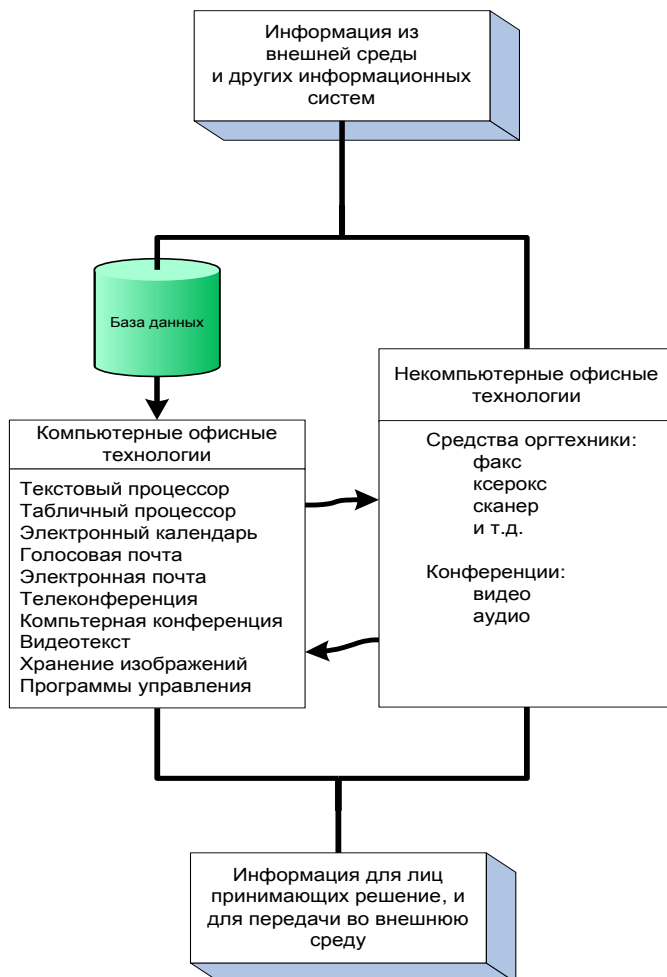 Информация из
внешней среды
и других информационных
систем
База данных
Компьютерные офисные
технологии
Текстовый процессор
Табличный процессор
Электронный календарь
Голосовая почта
Электронная почта
Телеконференция
Компьтерная конференция
Видеотекст
Хранение изображений
Программы управления
Некомпьютерные офисные
технологии
Средства оргтехники:
факс
ксерокс
сканер
и т.д.
Конференции:
видео
аудио
Информация для лиц
принимающих решение, и
для передачи во внешнюю
среду